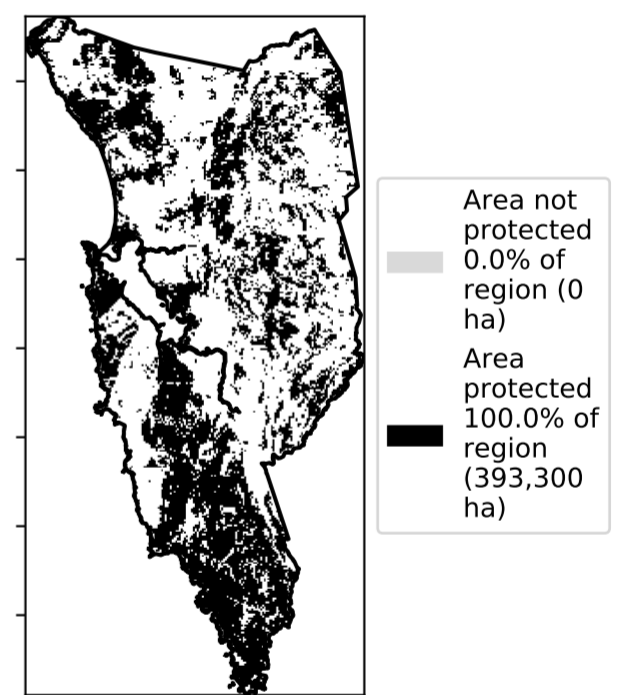 Area not
protected
0.0% of
region (0
ha)
Area
protected
100.0% of
region
(393,300
ha)